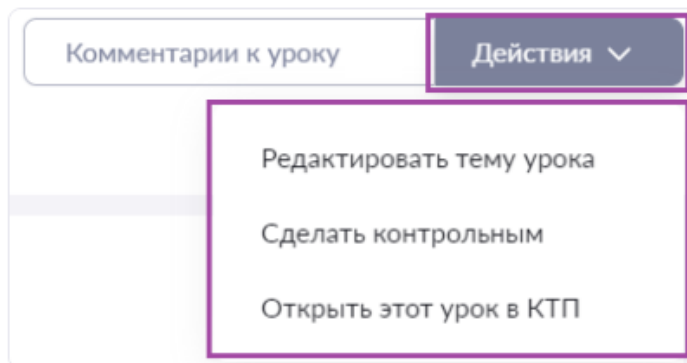 Комментарии к уроку
Действия
Редактировать тему урока
Сделать контрольным
Открыть этот урок в КТП